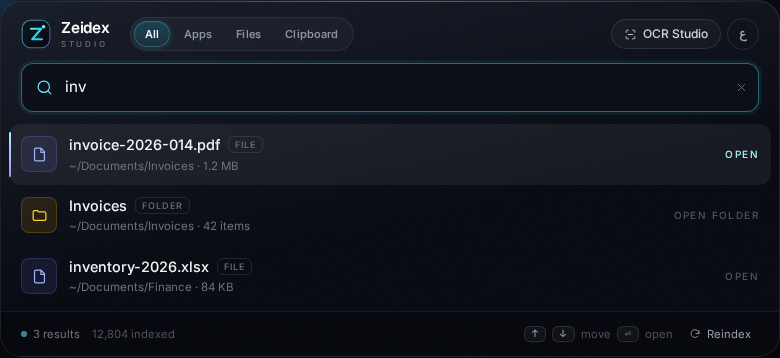 Zeidex
STUDIO
All Apps Files Clipboard
OCR Studio ع
inv
invoice-2026-014.pdf FILE
~/Documents/Invoices · 1.2 MB
OPEN
Invoices FOLDER
~/Documents/Invoices · 42 items
OPEN FOLDER
inventory-2026.xlsx FILE
~/Documents/Finance · 84 KB
OPEN
3 results 12,804 indexed
↑ ↓ move ⏎ open Reindex